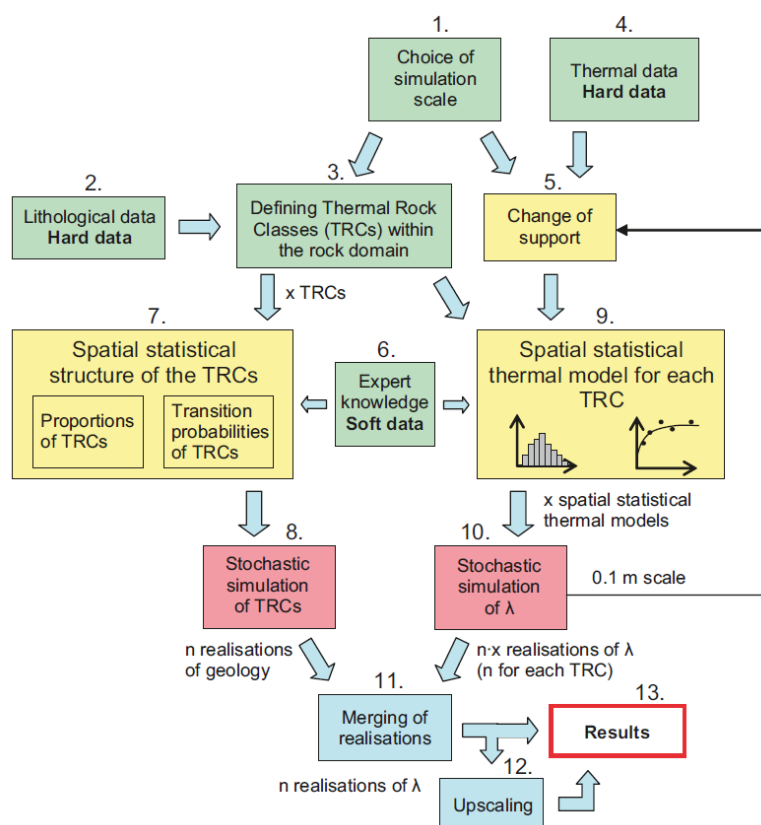 1.
Choice of
simulation
scale
4.
Thermal data
Hard data
2.
Lithological data
Hard data
3.
Defining Thermal Rock
Classes (TRCs) within
the rock domain
5.
Change of
support
x TRCs
7.
Spatial statistical
structure of the TRCs
Proportions
of TRCs
Transition
probabilities
of TRCs
6.
Expert
knowledge
Soft data
9.
Spatial statistical
thermal model for each
TRC
x spatial statistical
thermal models
8.
Stochastic
simulation
of TRCs
10.
Stochastic
simulation
of λ
0.1 m scale
n realisations
of geology
n·x realisations of λ
(n for each TRC)
11.
Merging of
realisations
13.
Results
n realisations of λ
12.
Upscaling